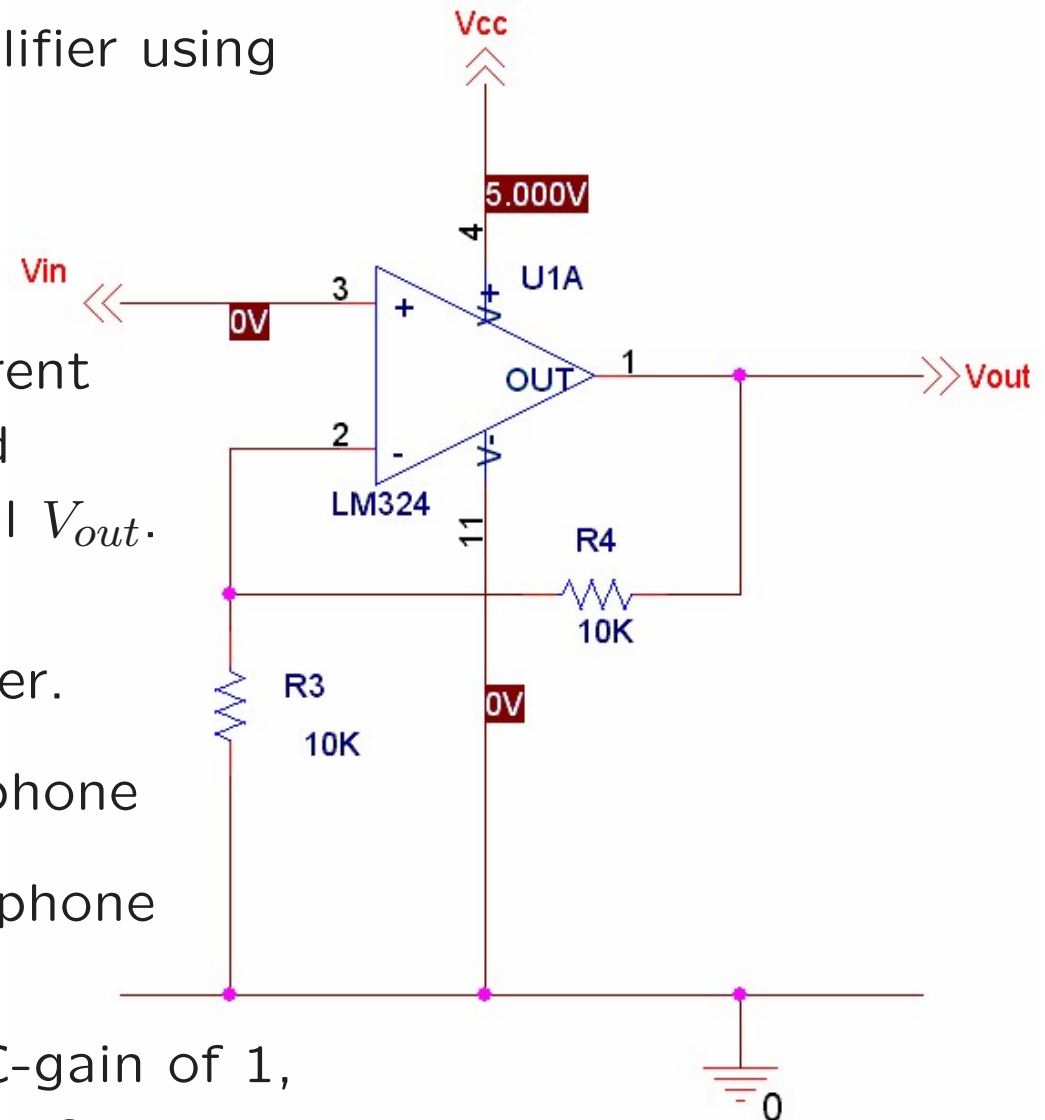 lifier using
Vcc
5.000V
4
Vin
3
+
V+
U1A
0V
rent
OUT
1
Vout
d
2
-
V-
l Vout.
LM324
11
R4
10K
er.
R3
0V
10K
phone
phone
C-gain of 1,
0